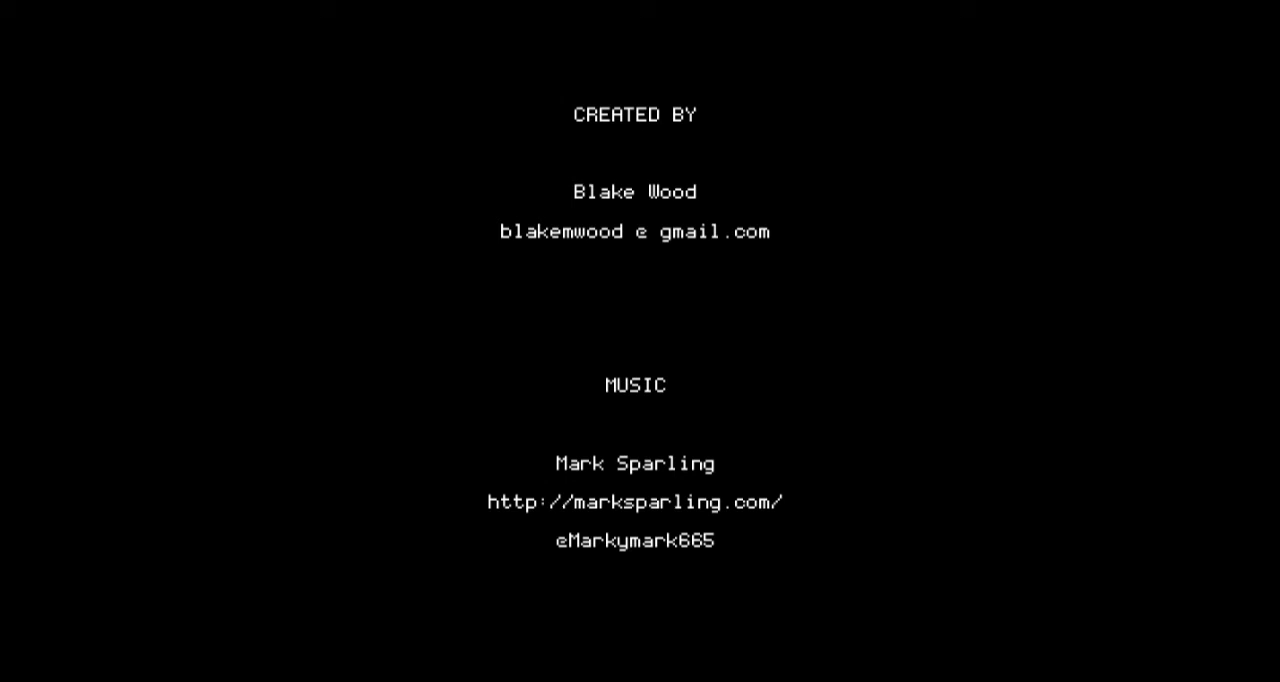 CREATED BY
Blake Wood
blakemwood @ gmail.com
MUSIC
Mark Sparling
http://marksparling.com/
@Markymark665